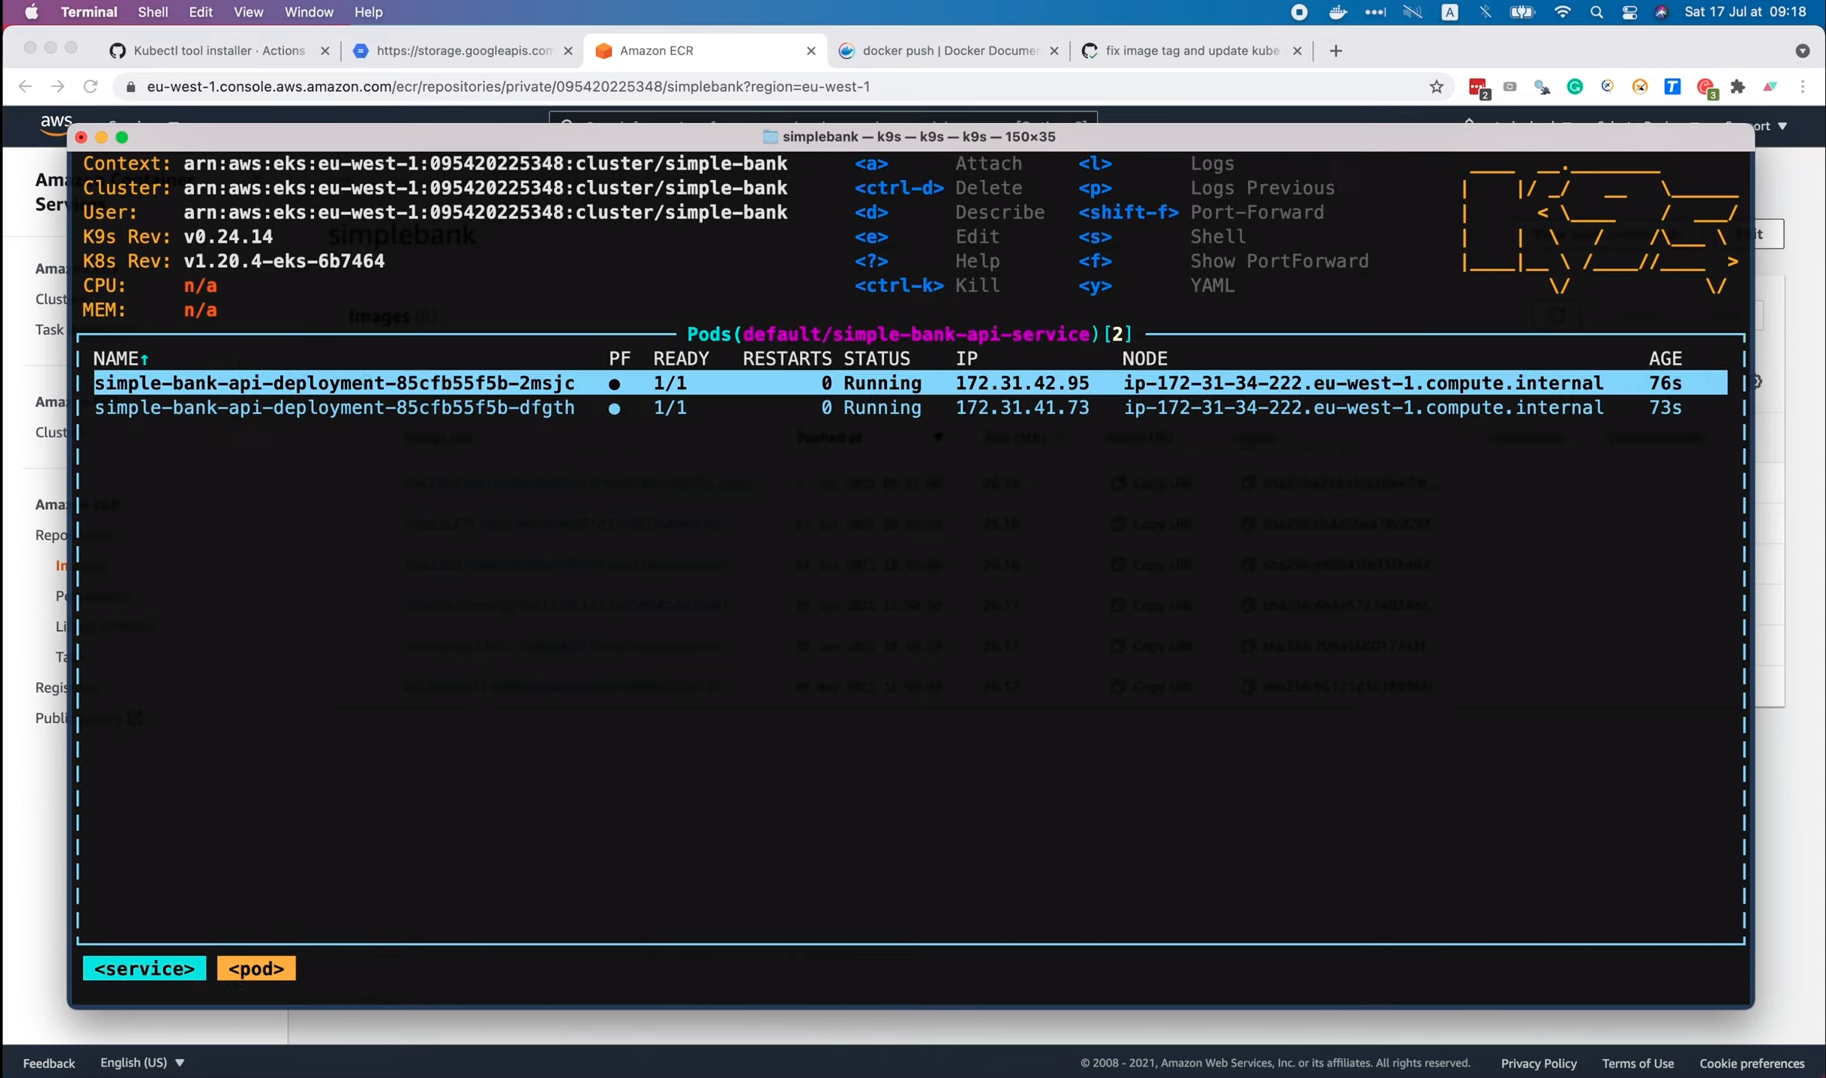 Terminal Shell Edit View Window Help A Sat 17 Jul at 09:18
Kubectl tool installer · Actions https://storage.googleapis.com Amazon ECR docker push | Docker Documen fix image tag and update kube
eu-west-1.console.aws.amazon.com/ecr/repositories/private/095420225348/simplebank?region=eu-west-1
aws
simplebank — k9s — k9s — k9s — 150×35
Context: arn:aws:eks:eu-west-1:095420225348:cluster/simple-bank <a> Attach <l> Logs
Cluster: arn:aws:eks:eu-west-1:095420225348:cluster/simple-bank <ctrl-d> Delete <p> Logs Previous
User: arn:aws:eks:eu-west-1:095420225348:cluster/simple-bank <d> Describe <shift-f> Port-Forward
K9s Rev: v0.24.14 <e> Edit <s> Shell
K8s Rev: v1.20.4-eks-6b7464 <?> Help <f> Show PortForward
CPU: n/a <ctrl-k> Kill <y> YAML
MEM: n/a
simplebank
Images
Pods(default/simple-bank-api-service)[2]
NAME↑ PF READY RESTARTS STATUS IP NODE AGE
simple-bank-api-deployment-85cfb55f5b-2msjc ● 1/1 0 Running 172.31.42.95 ip-172-31-34-222.eu-west-1.compute.internal 76s
simple-bank-api-deployment-85cfb55f5b-dfgth ● 1/1 0 Running 172.31.41.73 ip-172-31-34-222.eu-west-1.compute.internal 73s
<service> <pod>
Feedback English (US) © 2008 - 2021, Amazon Web Services, Inc. or its affiliates. All rights reserved. Privacy Policy Terms of Use Cookie preferences